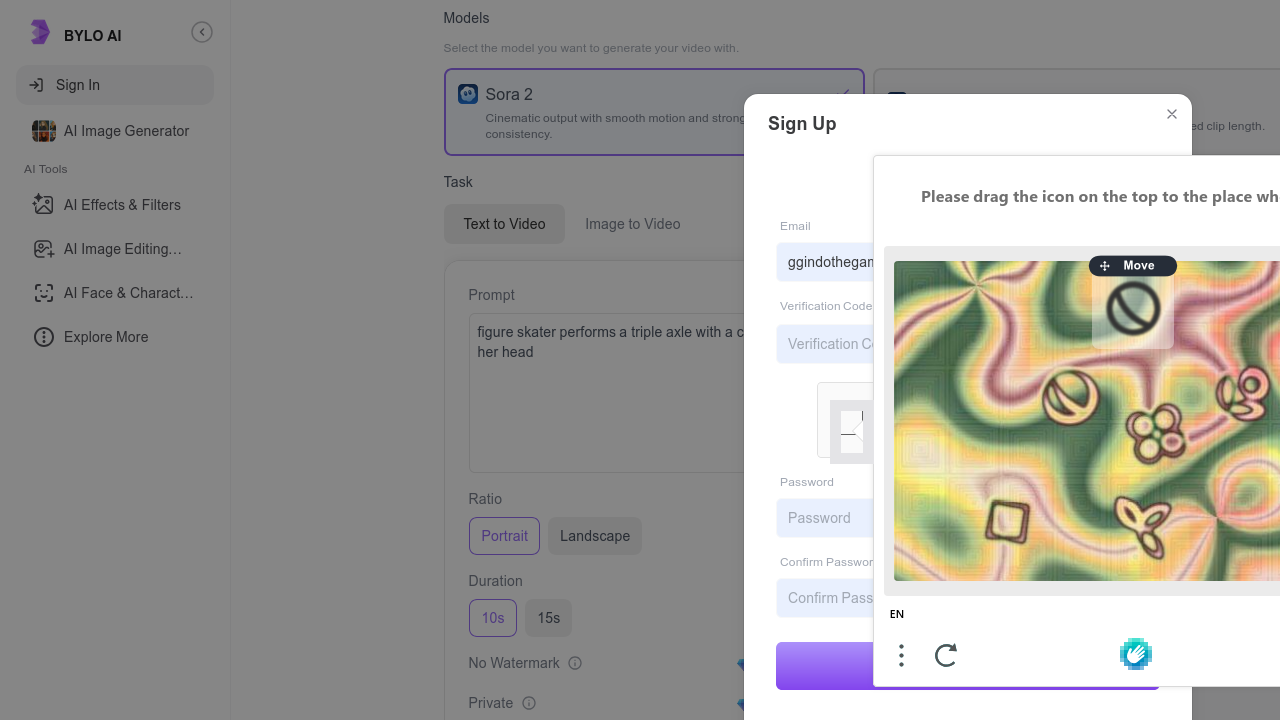 BYLO AI
Sign In
AI Image Generator
AI Tools
AI Effects & Filters
AI Image Editing…
AI Face & Charact…
Explore More
Models
Select the model you want to generate your video with.
Sora 2
Cinematic output with smooth motion and strong
consistency.
ed clip length.
Task
Text to Video
Image to Video
Prompt
figure skater performs a triple axle with a c
her head
Ratio
Portrait
Landscape
Duration
10s
15s
No Watermark
Private
Sign Up
Email
ggindothegan
Verification Code
Verification Co
Password
Password
Confirm Passwor
Confirm Pass
Please drag the icon on the top to the place wh
Move
EN